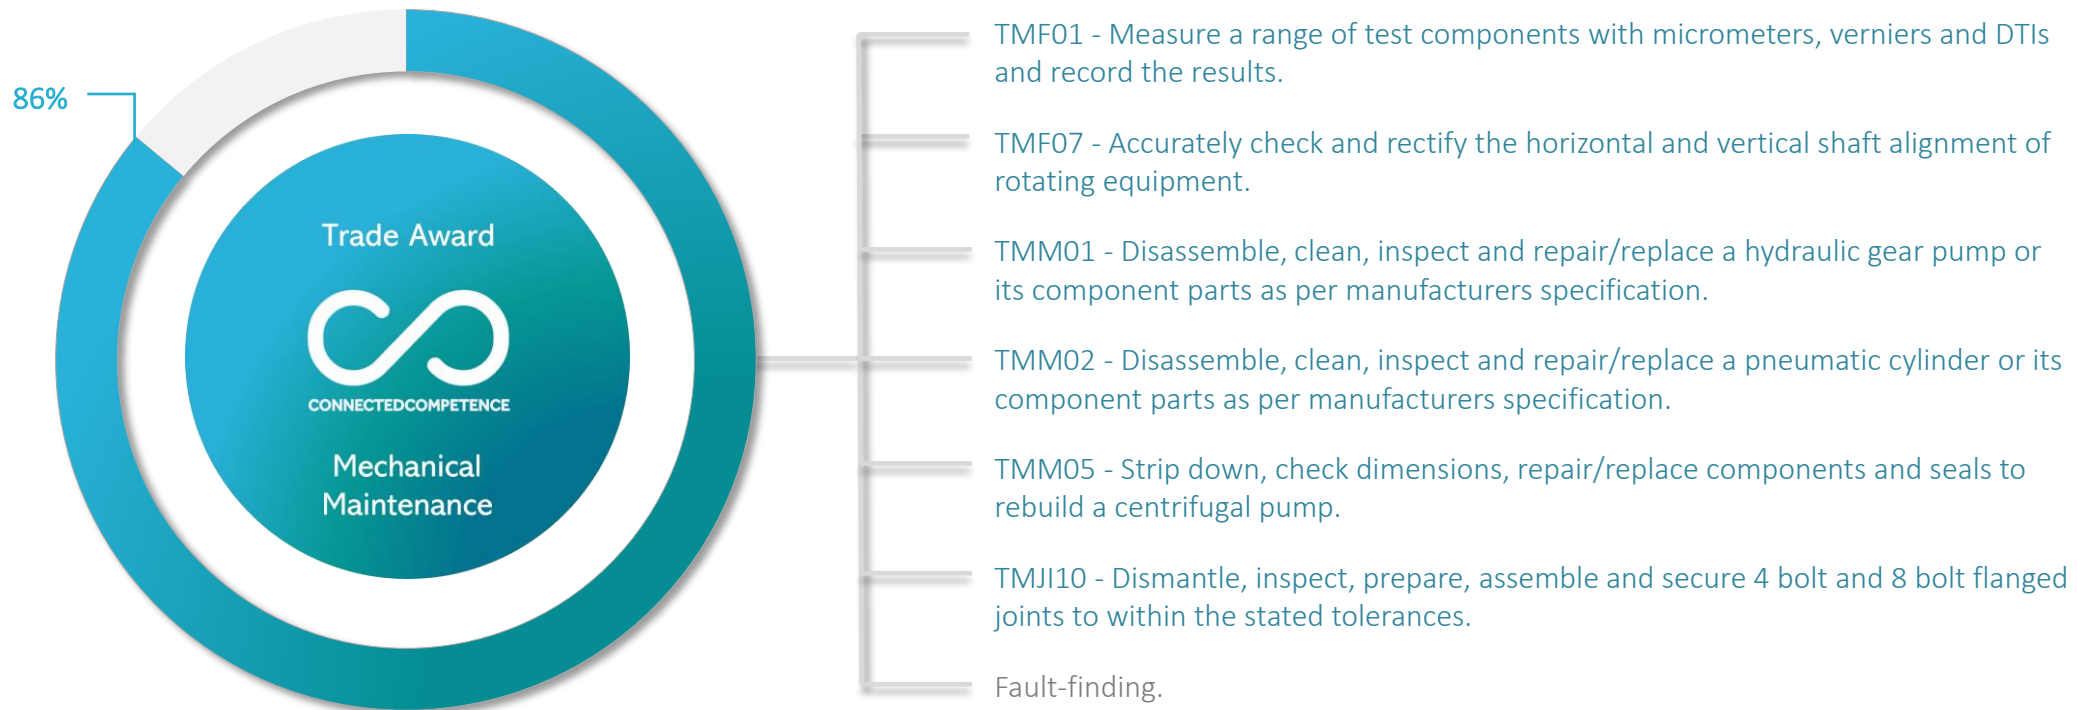 86%
Trade Award
CONNECTEDCOMPETENCE
Mechanical
Maintenance
TMF01 - Measure a range of test components with micrometers, verniers and DTIs
and record the results.
TMF07 - Accurately check and rectify the horizontal and vertical shaft alignment of
rotating equipment.
TMM01 - Disassemble, clean, inspect and repair/replace a hydraulic gear pump or
its component parts as per manufacturers specification.
TMM02 - Disassemble, clean, inspect and repair/replace a pneumatic cylinder or its
component parts as per manufacturers specification.
TMM05 - Strip down, check dimensions, repair/replace components and seals to
rebuild a centrifugal pump.
TMJI10 - Dismantle, inspect, prepare, assemble and secure 4 bolt and 8 bolt flanged
joints to within the stated tolerances.
Fault-finding.